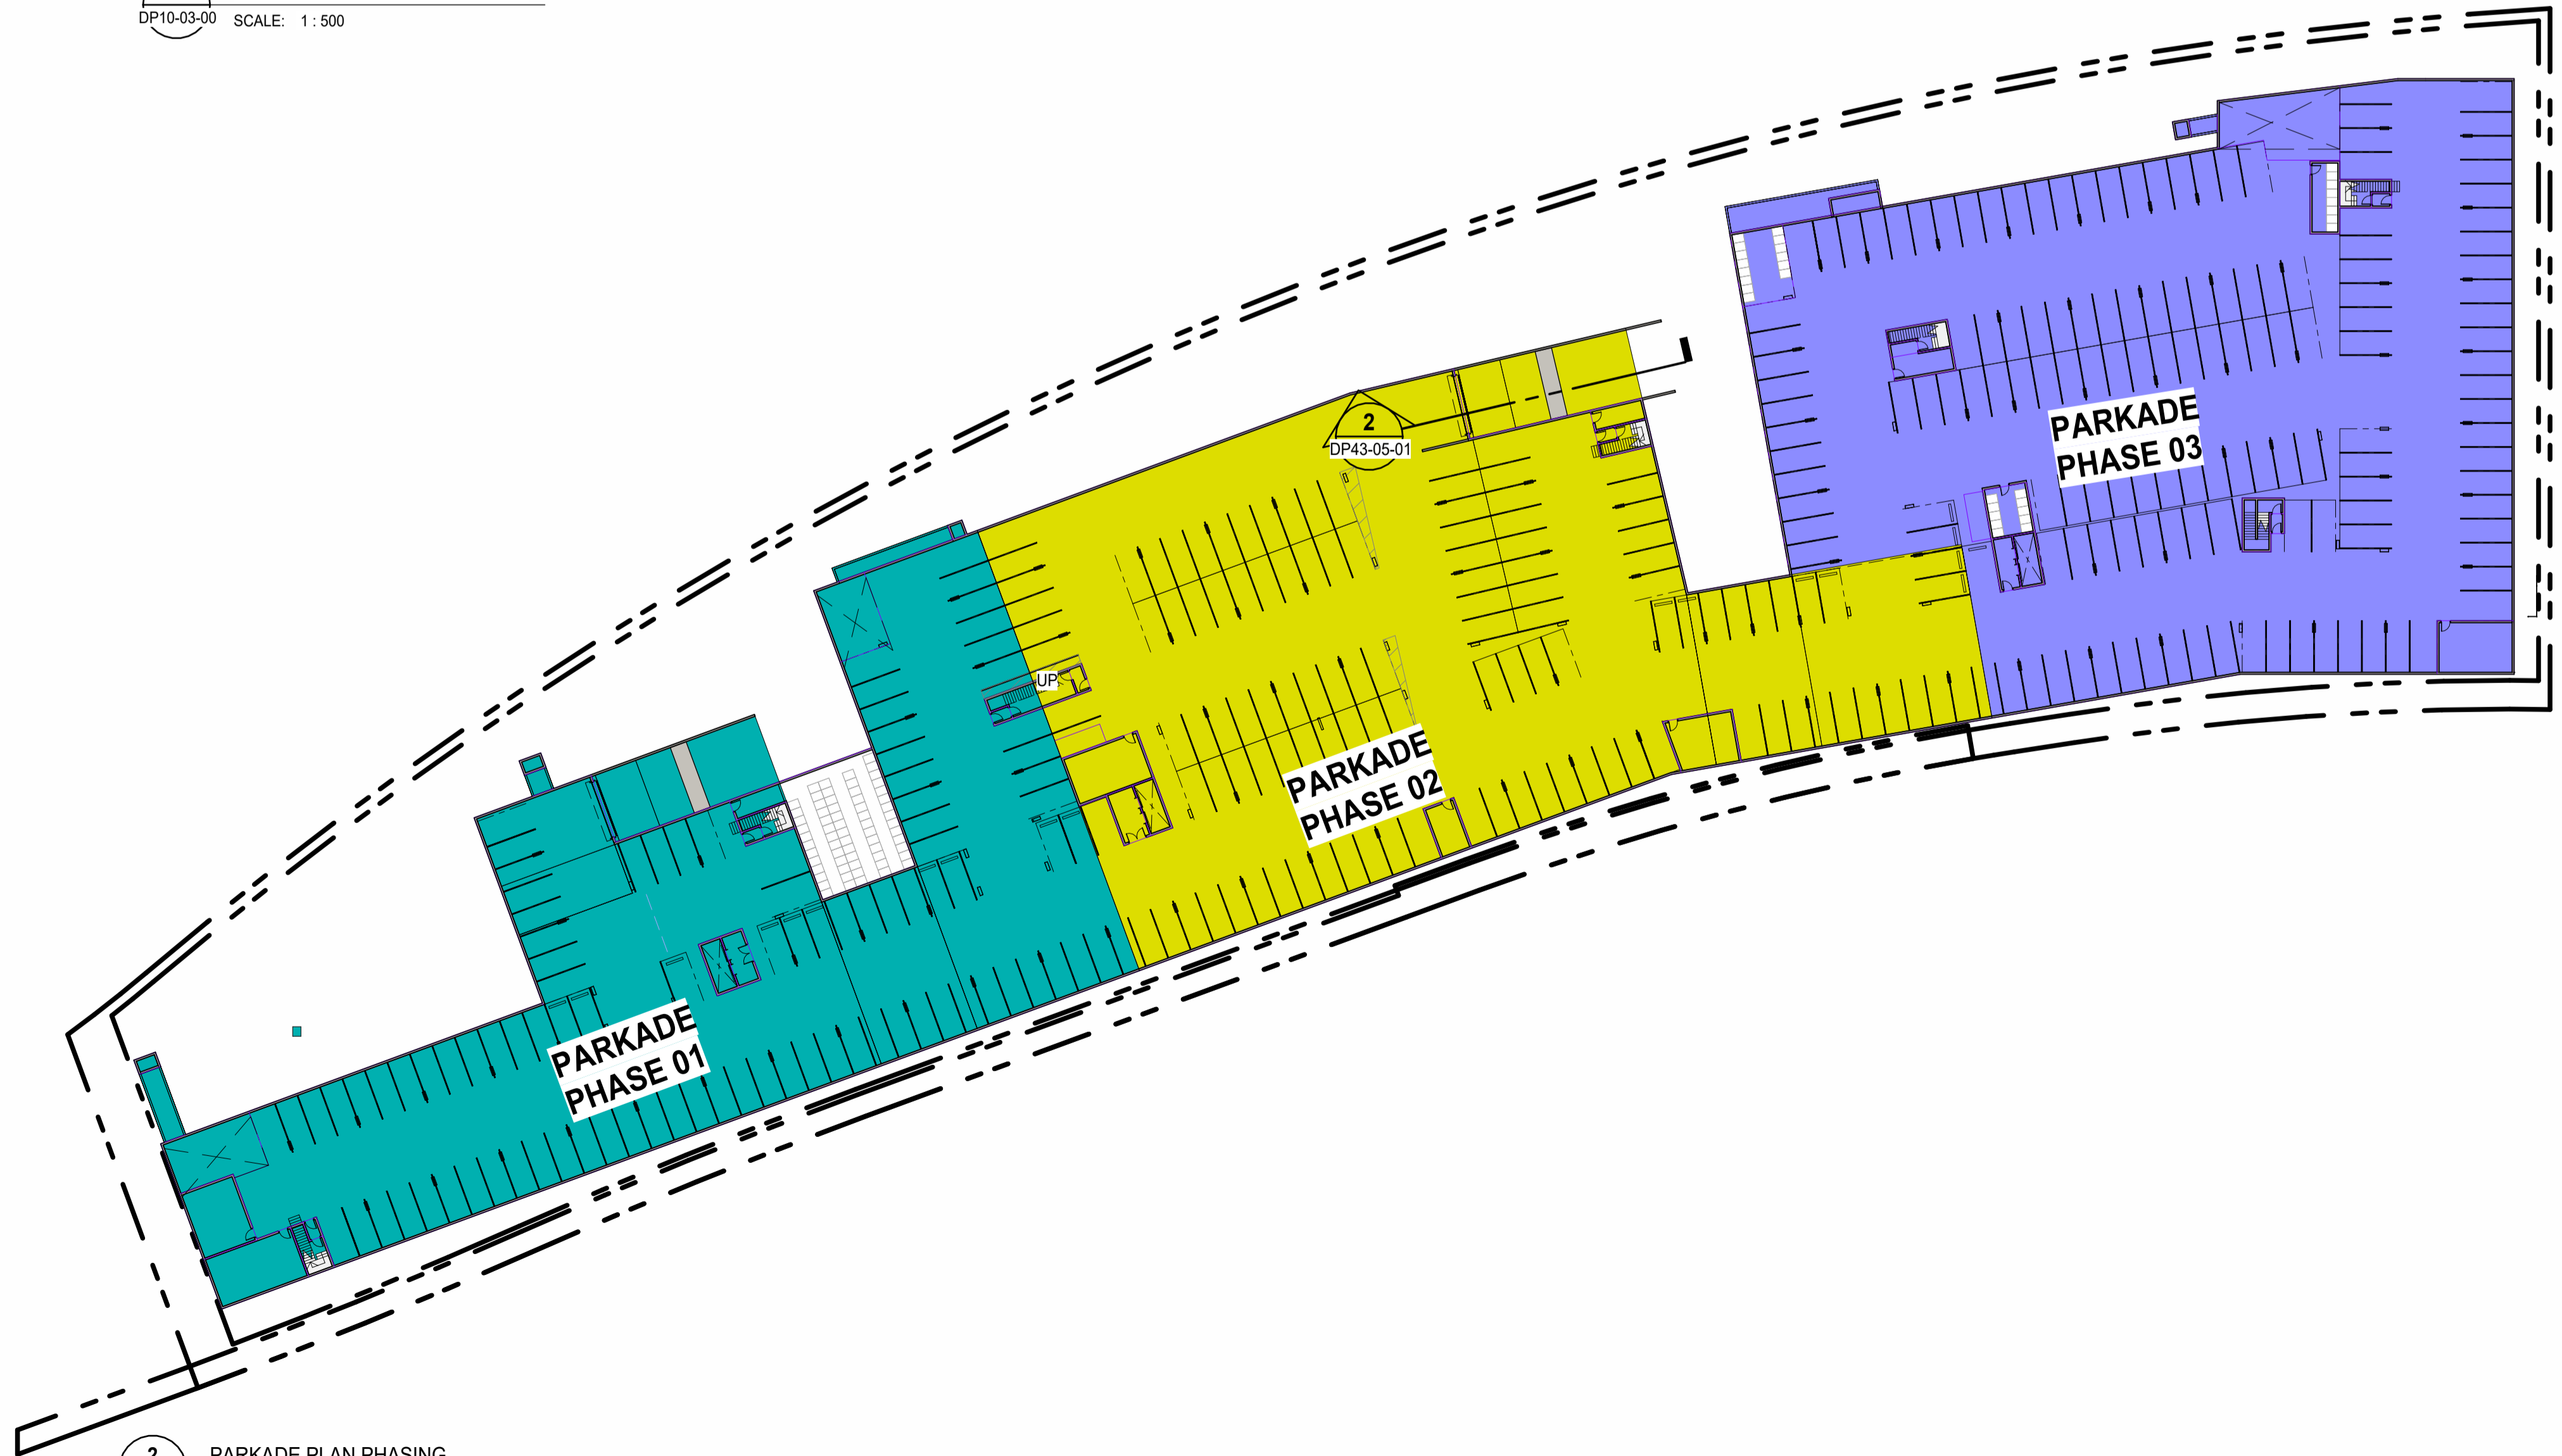 DP10-03-00 SCALE: 1 : 500
PARKADE
PHASE 03
2
DP43-05-01
UP
PARKADE
PHASE 02
PARKADE
PHASE 01
2 PARKADE PLAN PHASING